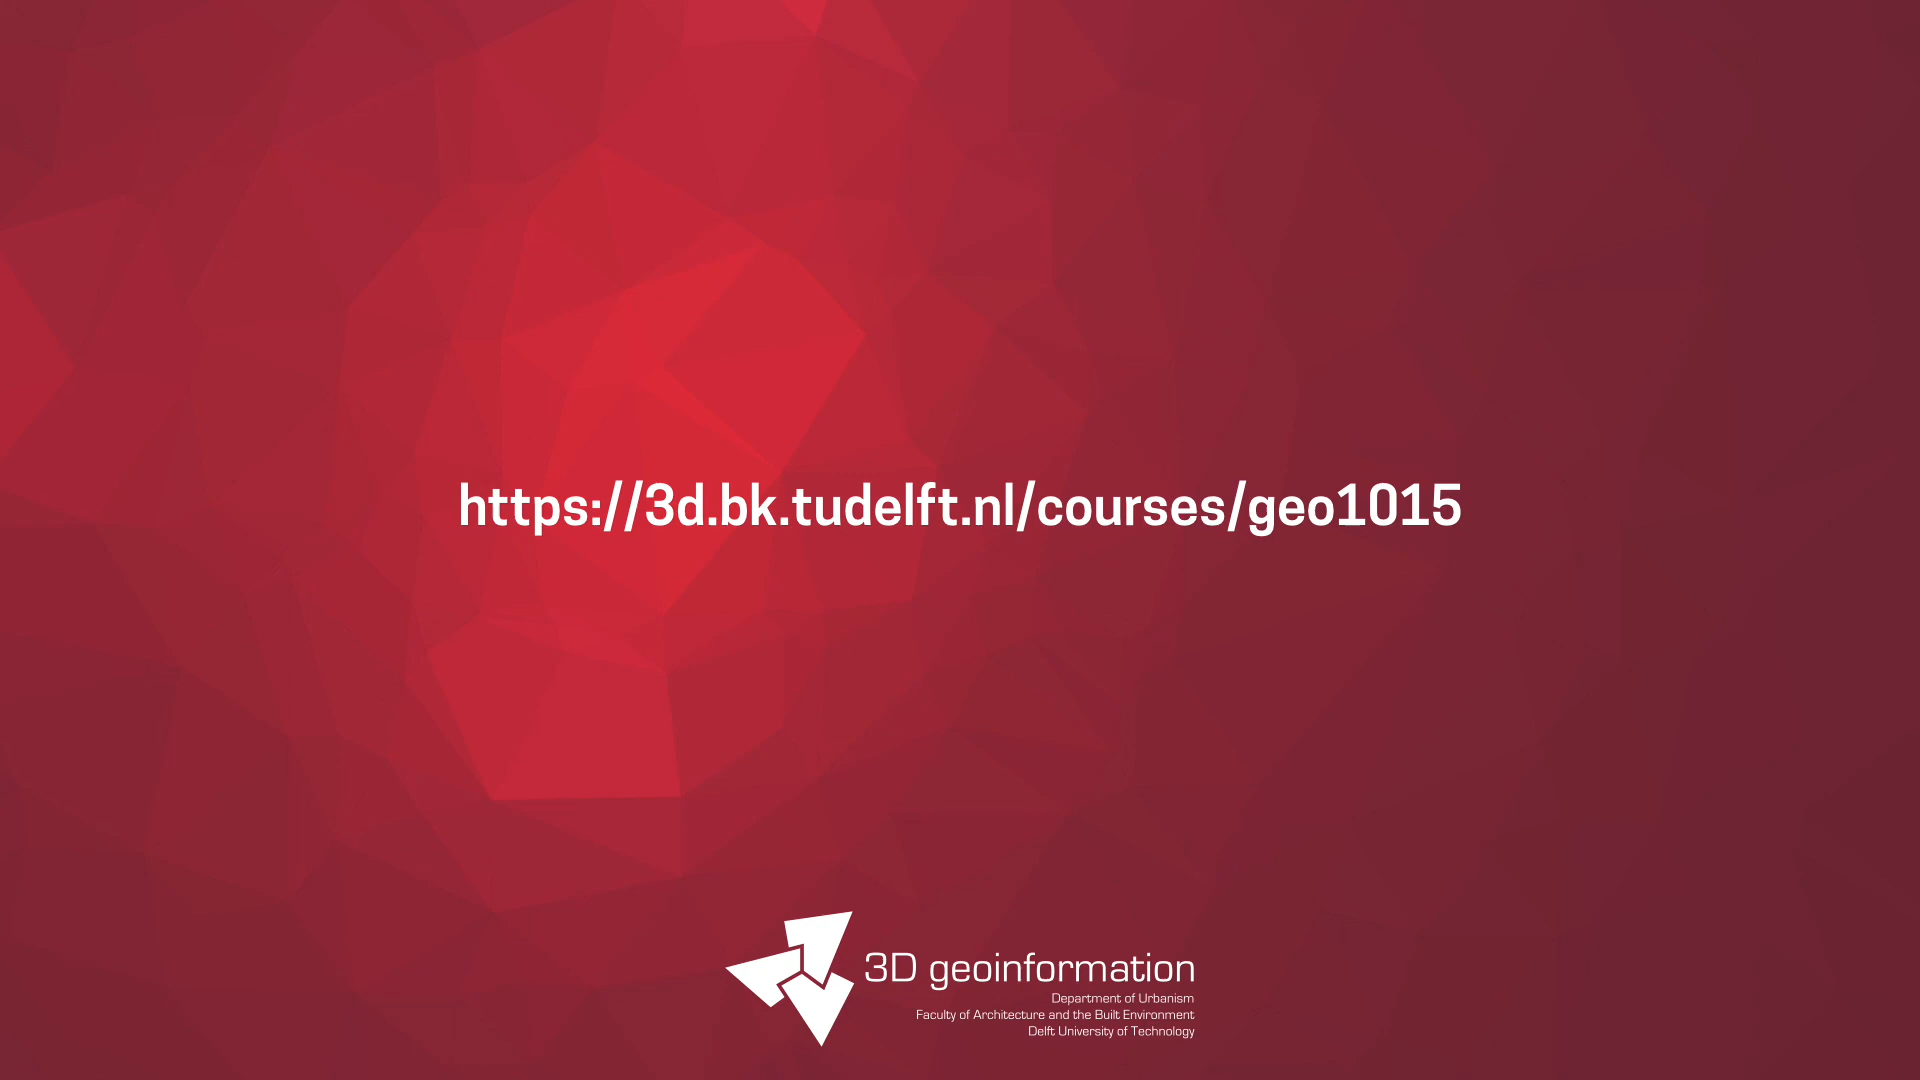 https://3d.bk.tudelft.nl/courses/geo1015
3D geoinformation
Department of Urbanism
Faculty of Architecture and the Built Environment
Delft University of Technology